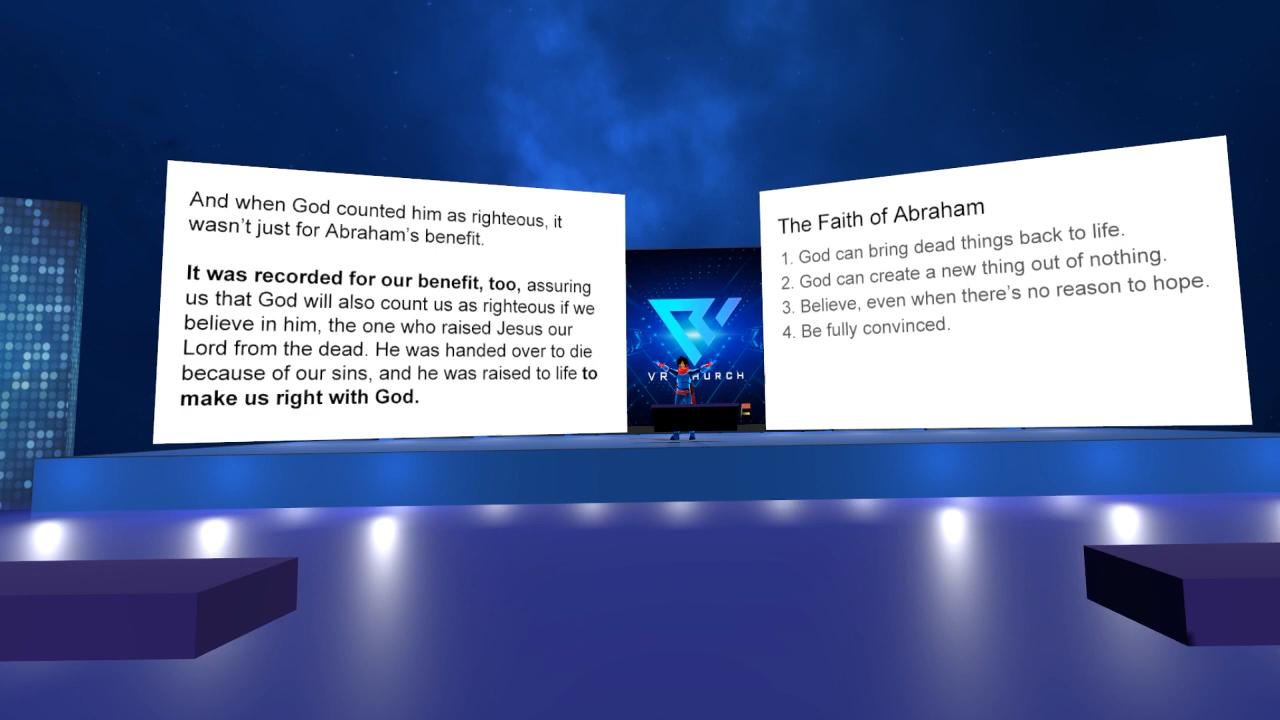 And when God counted him as righteous, it
wasn't just for Abraham's benefit.
It was recorded for our benefit, too, assuring
us that God will also count us as righteous if we
believe in him, the one who raised Jesus our
Lord from the dead. He was handed over to die
because of our sins, and he was raised to life to
make us right with God.
The Faith of Abraham
1. God can bring dead things back to life.
2. God can create a new thing out of nothing.
3. Believe, even when there's no reason to hope.
4. Be fully convinced.
VR